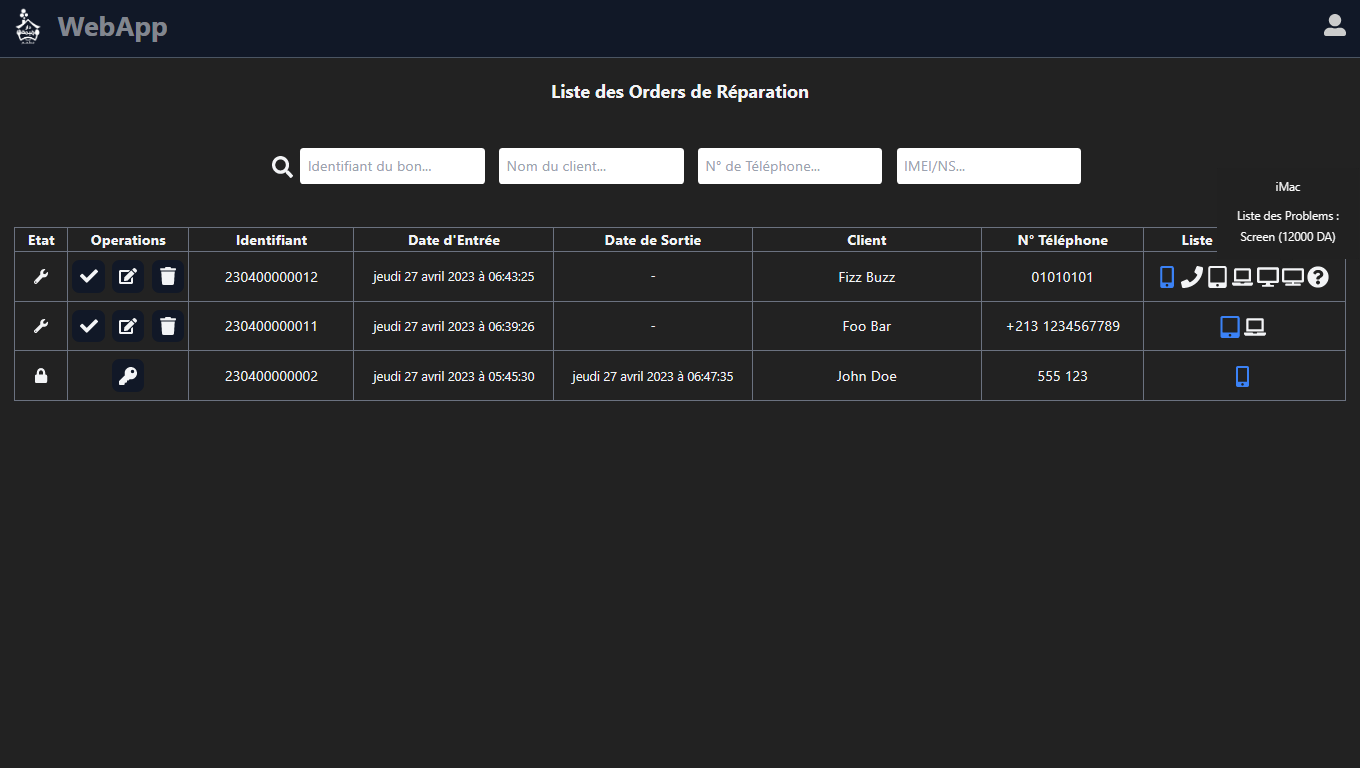 WebApp
Liste des Orders de Réparation
Identifiant du bon... Nom du client... N° de Téléphone... IMEI/NS...
iMac
Liste des Problems :
Screen (12000 DA)
Etat Operations Identifiant Date d'Entrée Date de Sortie Client N° Téléphone Liste
230400000012 jeudi 27 avril 2023 à 06:43:25 - Fizz Buzz 01010101
230400000011 jeudi 27 avril 2023 à 06:39:26 - Foo Bar +213 1234567789
230400000002 jeudi 27 avril 2023 à 05:45:30 jeudi 27 avril 2023 à 06:47:35 John Doe 555 123